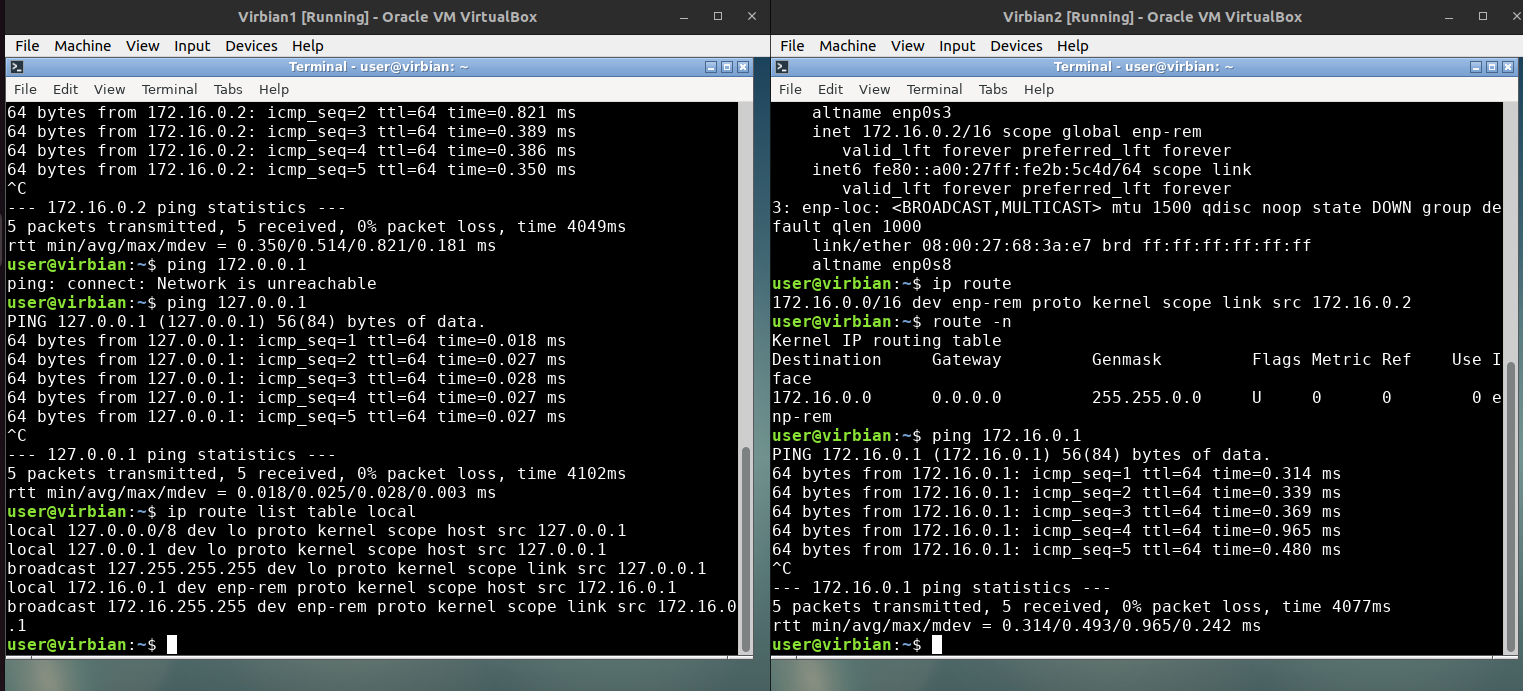 Virbian1 [Running] - Oracle VM VirtualBox
File Machine View Input Devices Help
Terminal - user@virbian: ~
File Edit View Terminal Tabs Help
64 bytes from 172.16.0.2: icmp_seq=2 ttl=64 time=0.821 ms
64 bytes from 172.16.0.2: icmp_seq=3 ttl=64 time=0.389 ms
64 bytes from 172.16.0.2: icmp_seq=4 ttl=64 time=0.386 ms
64 bytes from 172.16.0.2: icmp_seq=5 ttl=64 time=0.350 ms
^C
--- 172.16.0.2 ping statistics ---
5 packets transmitted, 5 received, 0% packet loss, time 4049ms
rtt min/avg/max/mdev = 0.350/0.514/0.821/0.181 ms
user@virbian:~$ ping 172.0.0.1
ping: connect: Network is unreachable
user@virbian:~$ ping 127.0.0.1
PING 127.0.0.1 (127.0.0.1) 56(84) bytes of data.
64 bytes from 127.0.0.1: icmp_seq=1 ttl=64 time=0.018 ms
64 bytes from 127.0.0.1: icmp_seq=2 ttl=64 time=0.027 ms
64 bytes from 127.0.0.1: icmp_seq=3 ttl=64 time=0.028 ms
64 bytes from 127.0.0.1: icmp_seq=4 ttl=64 time=0.027 ms
64 bytes from 127.0.0.1: icmp_seq=5 ttl=64 time=0.027 ms
^C
--- 127.0.0.1 ping statistics ---
5 packets transmitted, 5 received, 0% packet loss, time 4102ms
rtt min/avg/max/mdev = 0.018/0.025/0.028/0.003 ms
user@virbian:~$ ip route list table local
local 127.0.0.0/8 dev lo proto kernel scope host src 127.0.0.1
local 127.0.0.1 dev lo proto kernel scope host src 127.0.0.1
broadcast 127.255.255.255 dev lo proto kernel scope link src 127.0.0.1
local 172.16.0.1 dev enp-rem proto kernel scope host src 172.16.0.1
broadcast 172.16.255.255 dev enp-rem proto kernel scope link src 172.16.0
.1
user@virbian:~$
Virbian2 [Running] - Oracle VM VirtualBox
File Machine View Input Devices Help
Terminal - user@virbian: ~
File Edit View Terminal Tabs Help
altname enp0s3
inet 172.16.0.2/16 scope global enp-rem
valid_lft forever preferred_lft forever
inet6 fe80::a00:27ff:fe2b:5c4d/64 scope link
valid_lft forever preferred_lft forever
3: enp-loc: <BROADCAST,MULTICAST> mtu 1500 qdisc noop state DOWN group de
fault qlen 1000
link/ether 08:00:27:68:3a:e7 brd ff:ff:ff:ff:ff:ff
altname enp0s8
user@virbian:~$ ip route
172.16.0.0/16 dev enp-rem proto kernel scope link src 172.16.0.2
user@virbian:~$ route -n
Kernel IP routing table
Destination     Gateway         Genmask         Flags Metric Ref    Use I
face
172.16.0.0      0.0.0.0         255.255.0.0     U     0      0        0 e
np-rem
user@virbian:~$ ping 172.16.0.1
PING 172.16.0.1 (172.16.0.1) 56(84) bytes of data.
64 bytes from 172.16.0.1: icmp_seq=1 ttl=64 time=0.314 ms
64 bytes from 172.16.0.1: icmp_seq=2 ttl=64 time=0.339 ms
64 bytes from 172.16.0.1: icmp_seq=3 ttl=64 time=0.369 ms
64 bytes from 172.16.0.1: icmp_seq=4 ttl=64 time=0.965 ms
64 bytes from 172.16.0.1: icmp_seq=5 ttl=64 time=0.480 ms
^C
--- 172.16.0.1 ping statistics ---
5 packets transmitted, 5 received, 0% packet loss, time 4077ms
rtt min/avg/max/mdev = 0.314/0.493/0.965/0.242 ms
user@virbian:~$